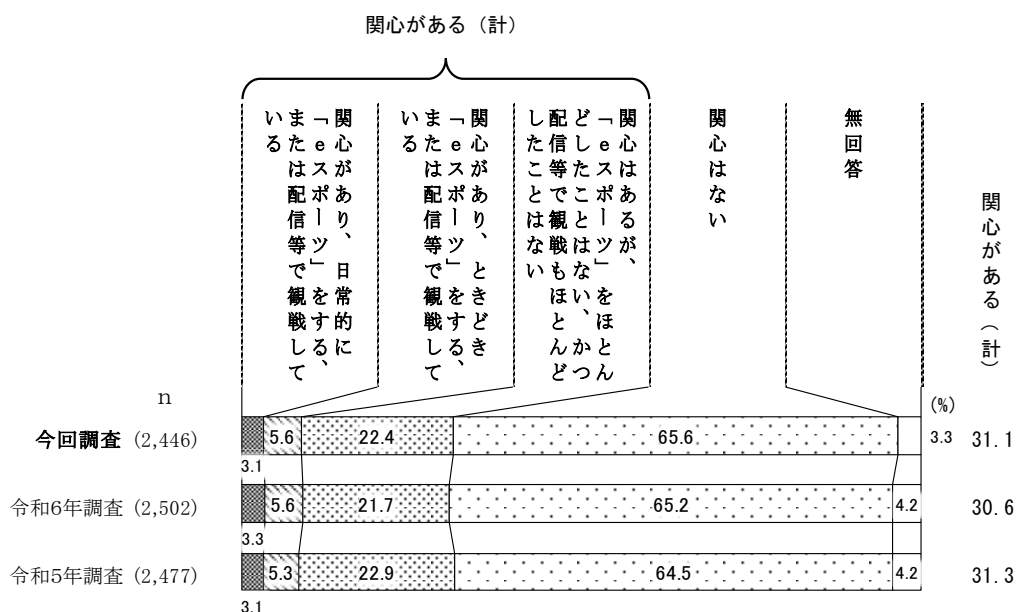 関心がある（計）
関心があり、日常的に
「eスポーツ」をする、
または配信等で観戦して
いる
関心があり、ときどき
「eスポーツ」をする、
または配信等で観戦して
いる
関心はあるが、
「eスポーツ」をほとん
どしたことはない、かつ
配信等で観戦もほとんど
したことはない
関心はない
無回答
関心がある（計）
n
(%)
今回調査 (2,446) 5.6 22.4 65.6 3.3 31.1
3.1
令和6年調査 (2,502) 5.6 21.7 65.2 4.2 30.6
3.3
令和5年調査 (2,477) 5.3 22.9 64.5 4.2 31.3
3.1